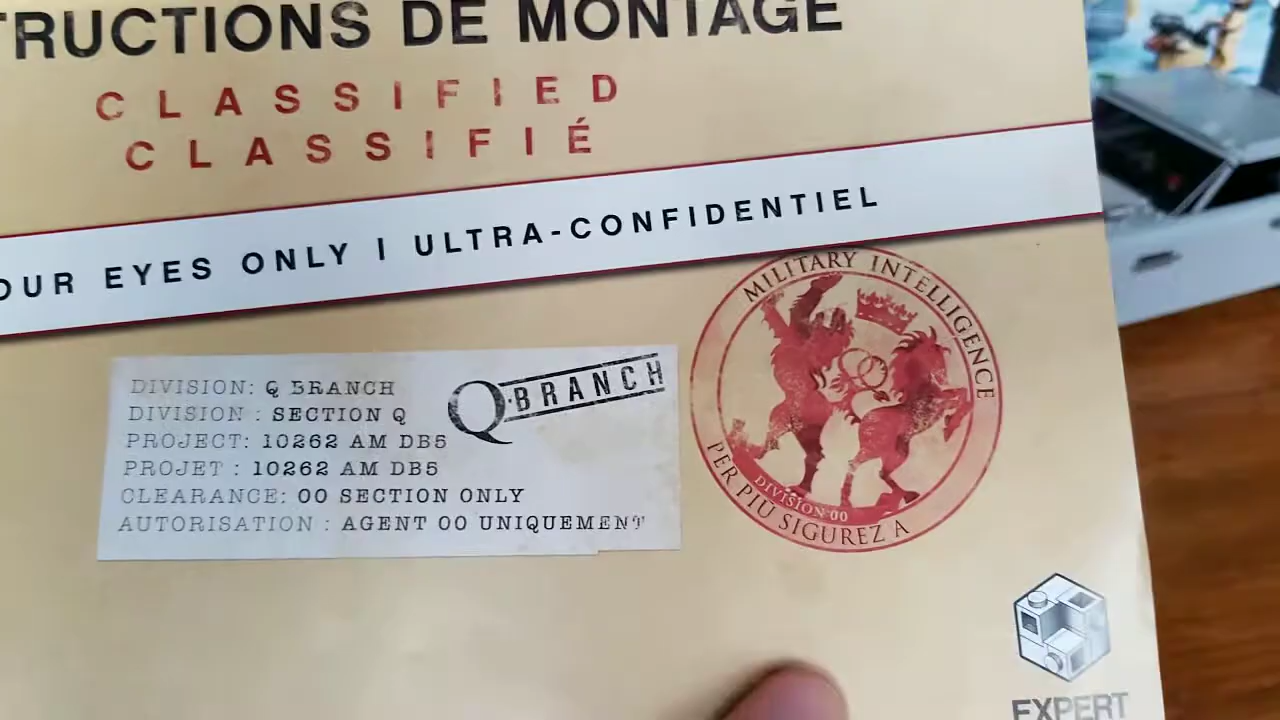 TRUCTIONS DE MONTAGE
CLASSIFIED
CLASSIFIÉ
OUR EYES ONLY | ULTRA-CONFIDENTIEL
MILITARY INTELLIGENCE
DIVISION: Q BRANCH
DIVISION : SECTION Q
PROJECT: 10262 AM DB5
PROJET : 10262 AM DB5
CLEARANCE: 00 SECTION ONLY
AUTORISATION : AGENT 00 UNIQUEMENT
Q·BRANCH
DIVISION 00
PER PIU SIGUREZ A
EXPERT